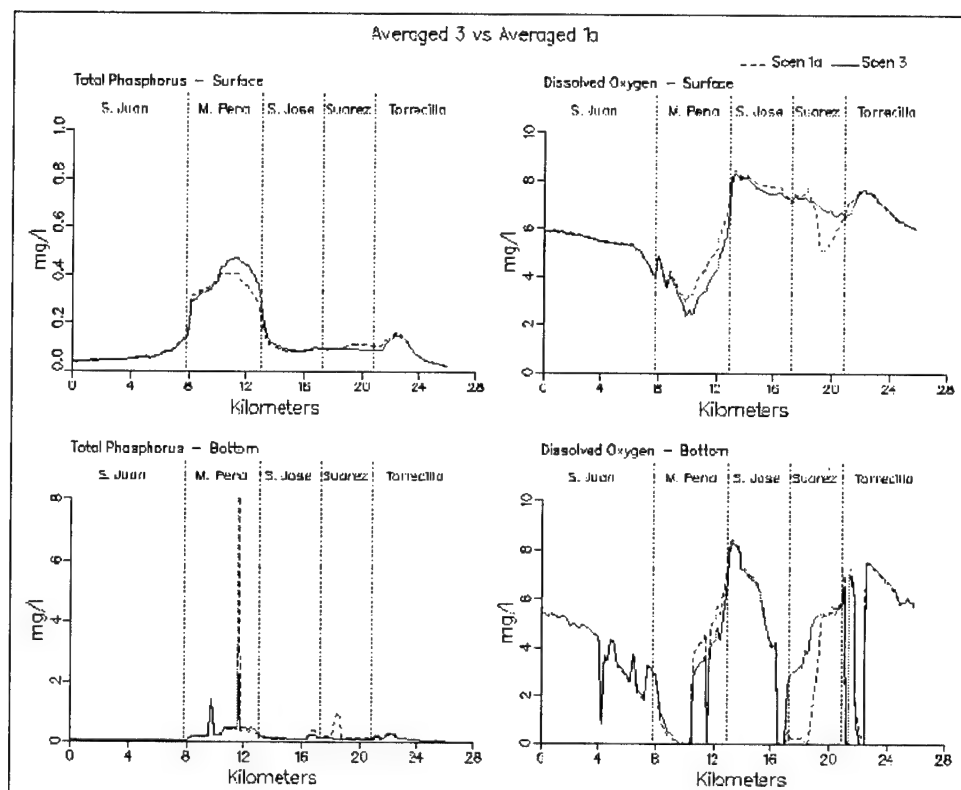 Averaged 3 vs Averaged 1a
Scen 1a
Scen 3
Total Phosphorus – Surface
S. Juan
M. Pena
S. Jose
Suarez
Torrecilla
mg/l
1.0
0.8
0.6
0.4
0.2
0.0
0 4 8 12 16 20 24 28
Kilometers
Dissolved Oxygen – Surface
S. Juan
M. Pena
S. Jose
Suarez
Torrecilla
mg/l
10
8
6
4
2
0
0 4 8 12 16 20 24 28
Kilometers
Total Phosphorus – Bottom
S. Juan
M. Pena
S. Jose
Suarez
Torrecilla
mg/l
8
6
4
2
0
0 4 8 12 16 20 24 28
Kilometers
Dissolved Oxygen – Bottom
S. Juan
M. Pena
S. Jose
Suarez
Torrecilla
mg/l
10
8
6
4
2
0
0 4 8 12 16 20 24 28
Kilometers